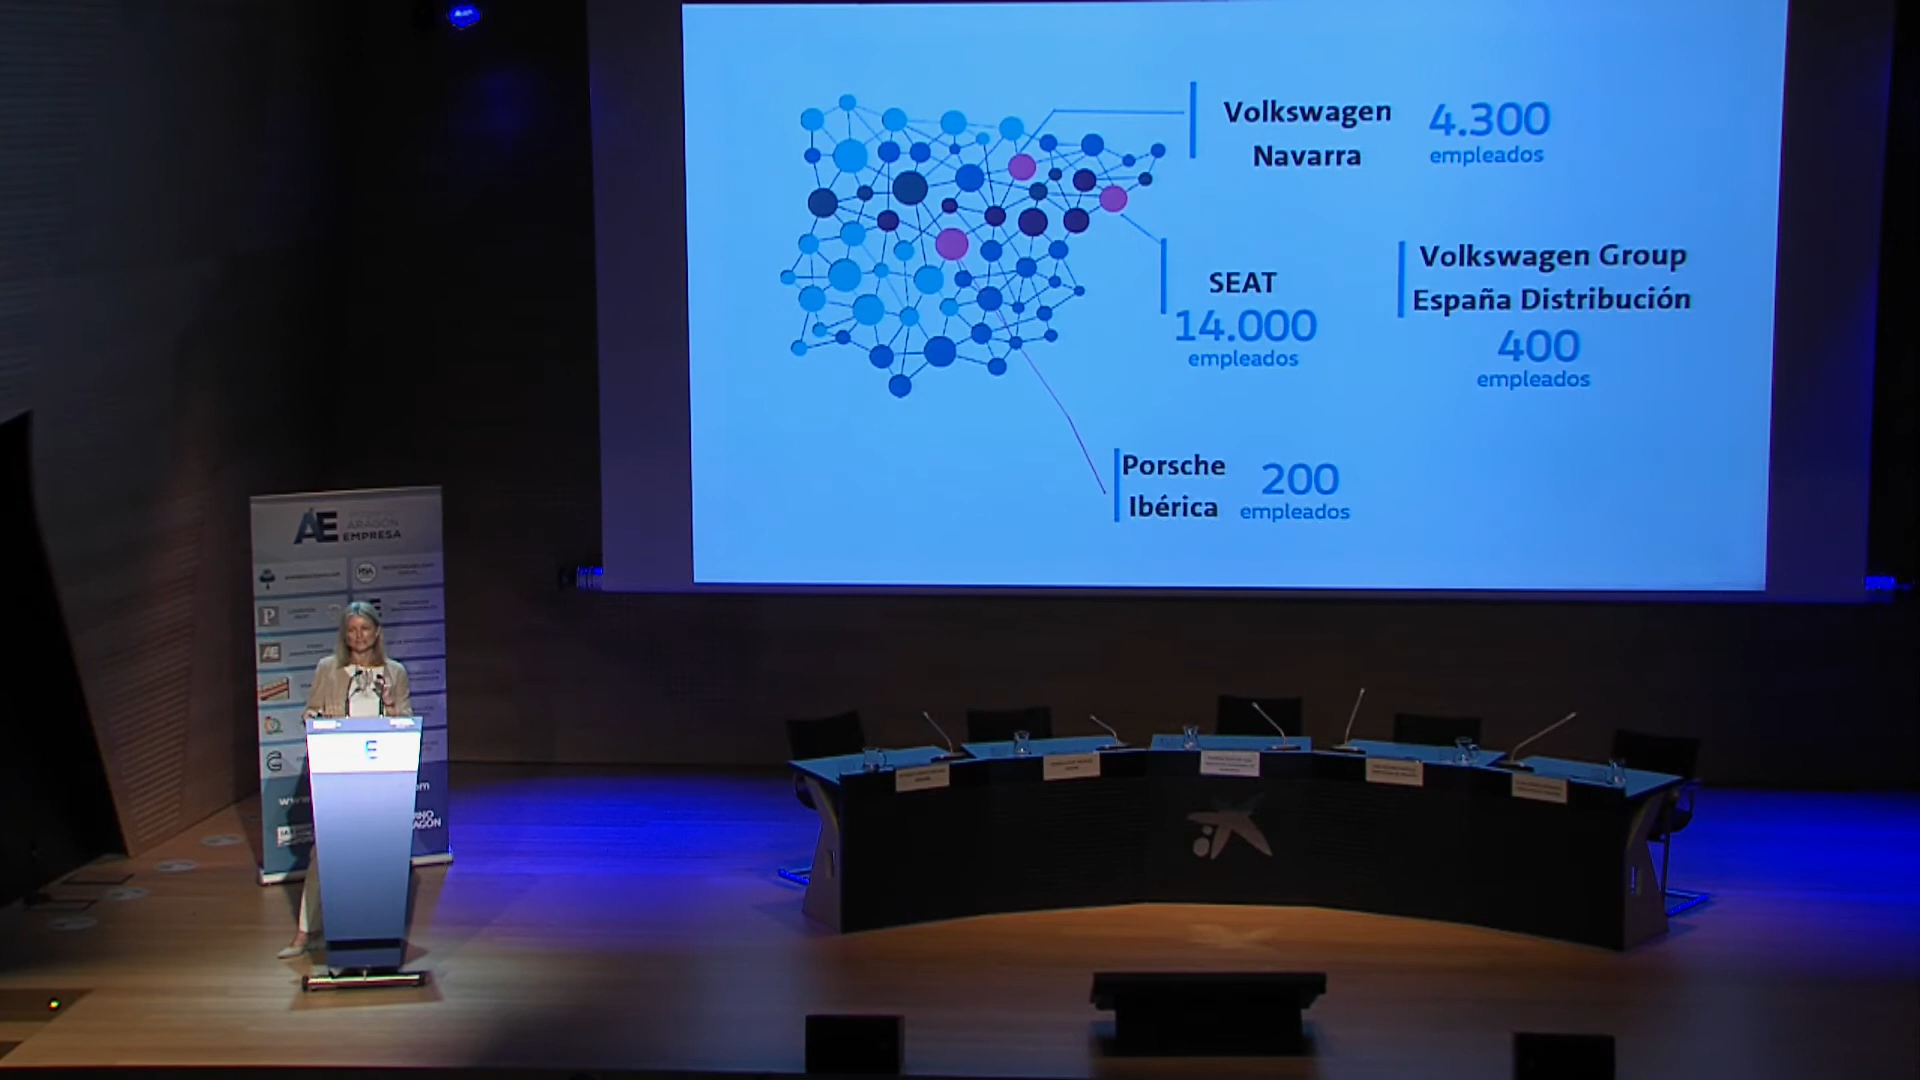 Volkswagen
Navarra
4.300
empleados
SEAT
14.000
empleados
Volkswagen Group
España Distribución
400
empleados
Porsche
Ibérica
200
empleados
AE
ARAGÓN
EMPRESA